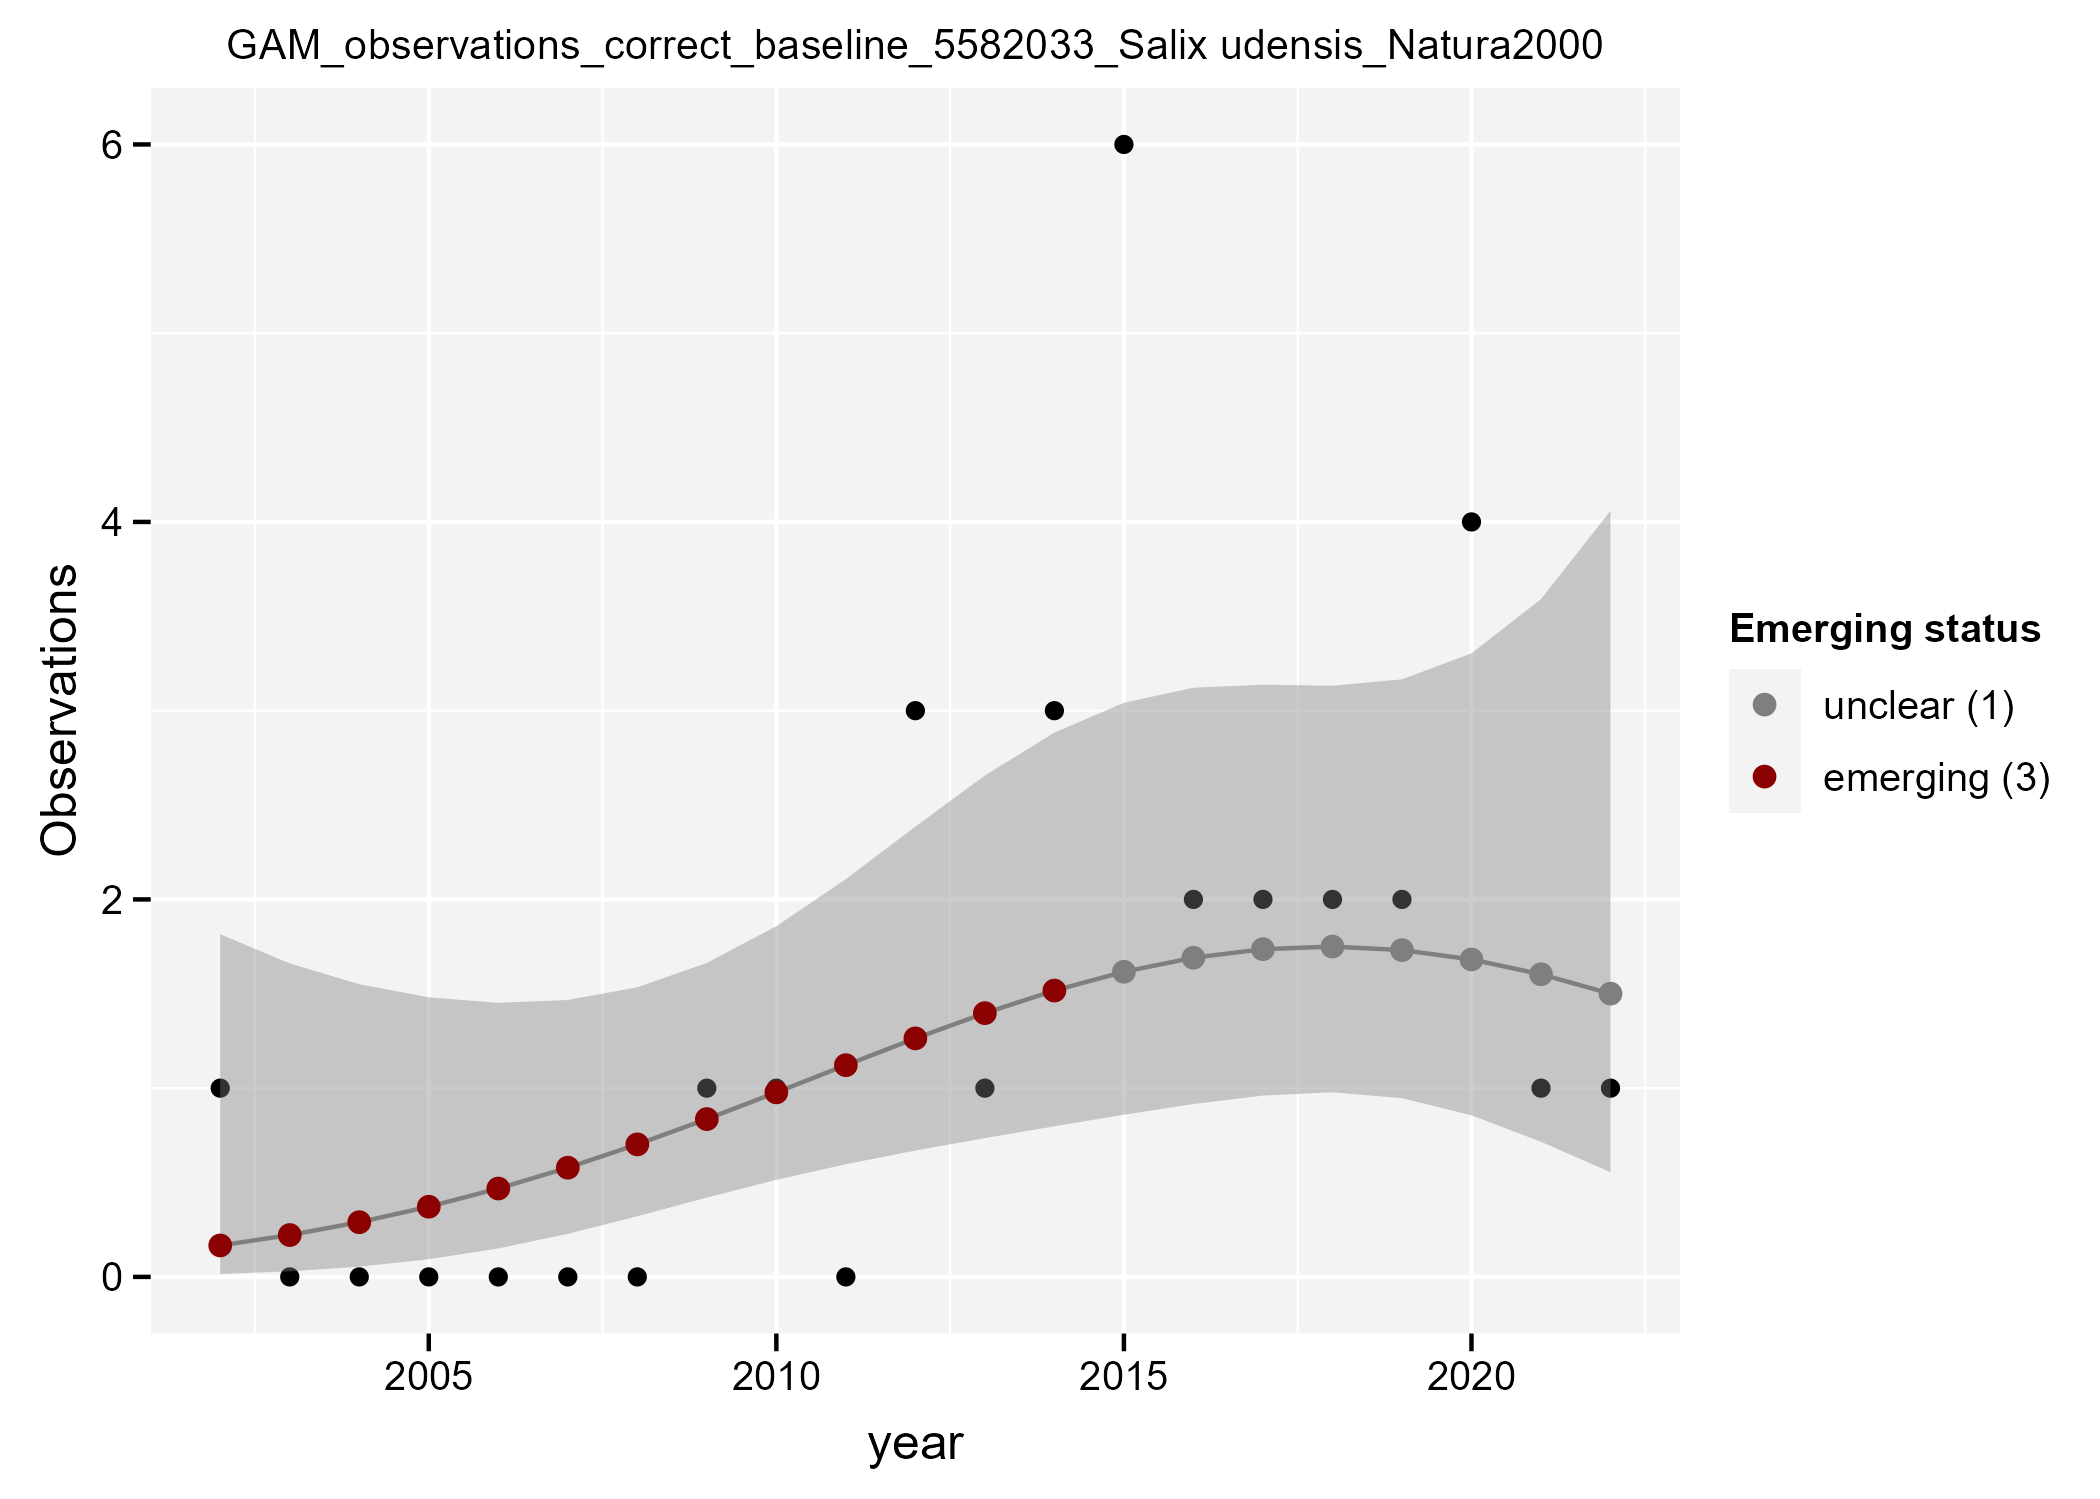 GAM_observations_correct_baseline_5582033_Salix udensis_Natura2000
6
4
2
0
Observations
2005
2010
2015
2020
year
Emerging status
unclear (1)
emerging (3)